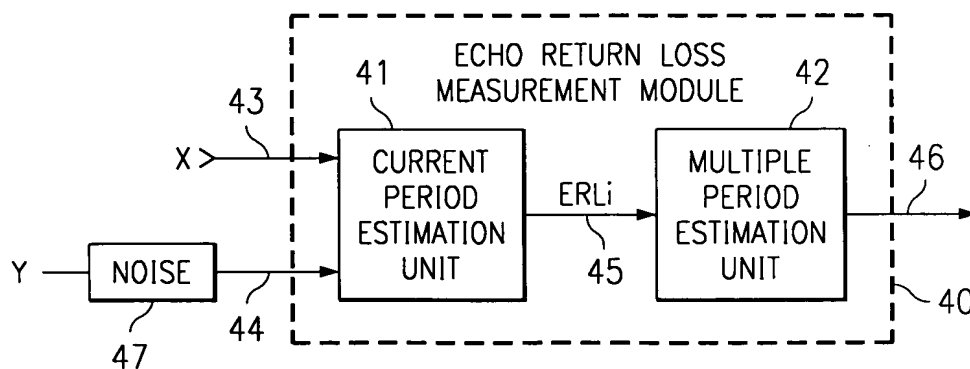 ECHO RETURN LOSS
MEASUREMENT MODULE
41
42
43
X
CURRENT
PERIOD
ESTIMATION
UNIT
ERLi
45
MULTIPLE
PERIOD
ESTIMATION
UNIT
46
Y
NOISE
47
44
40